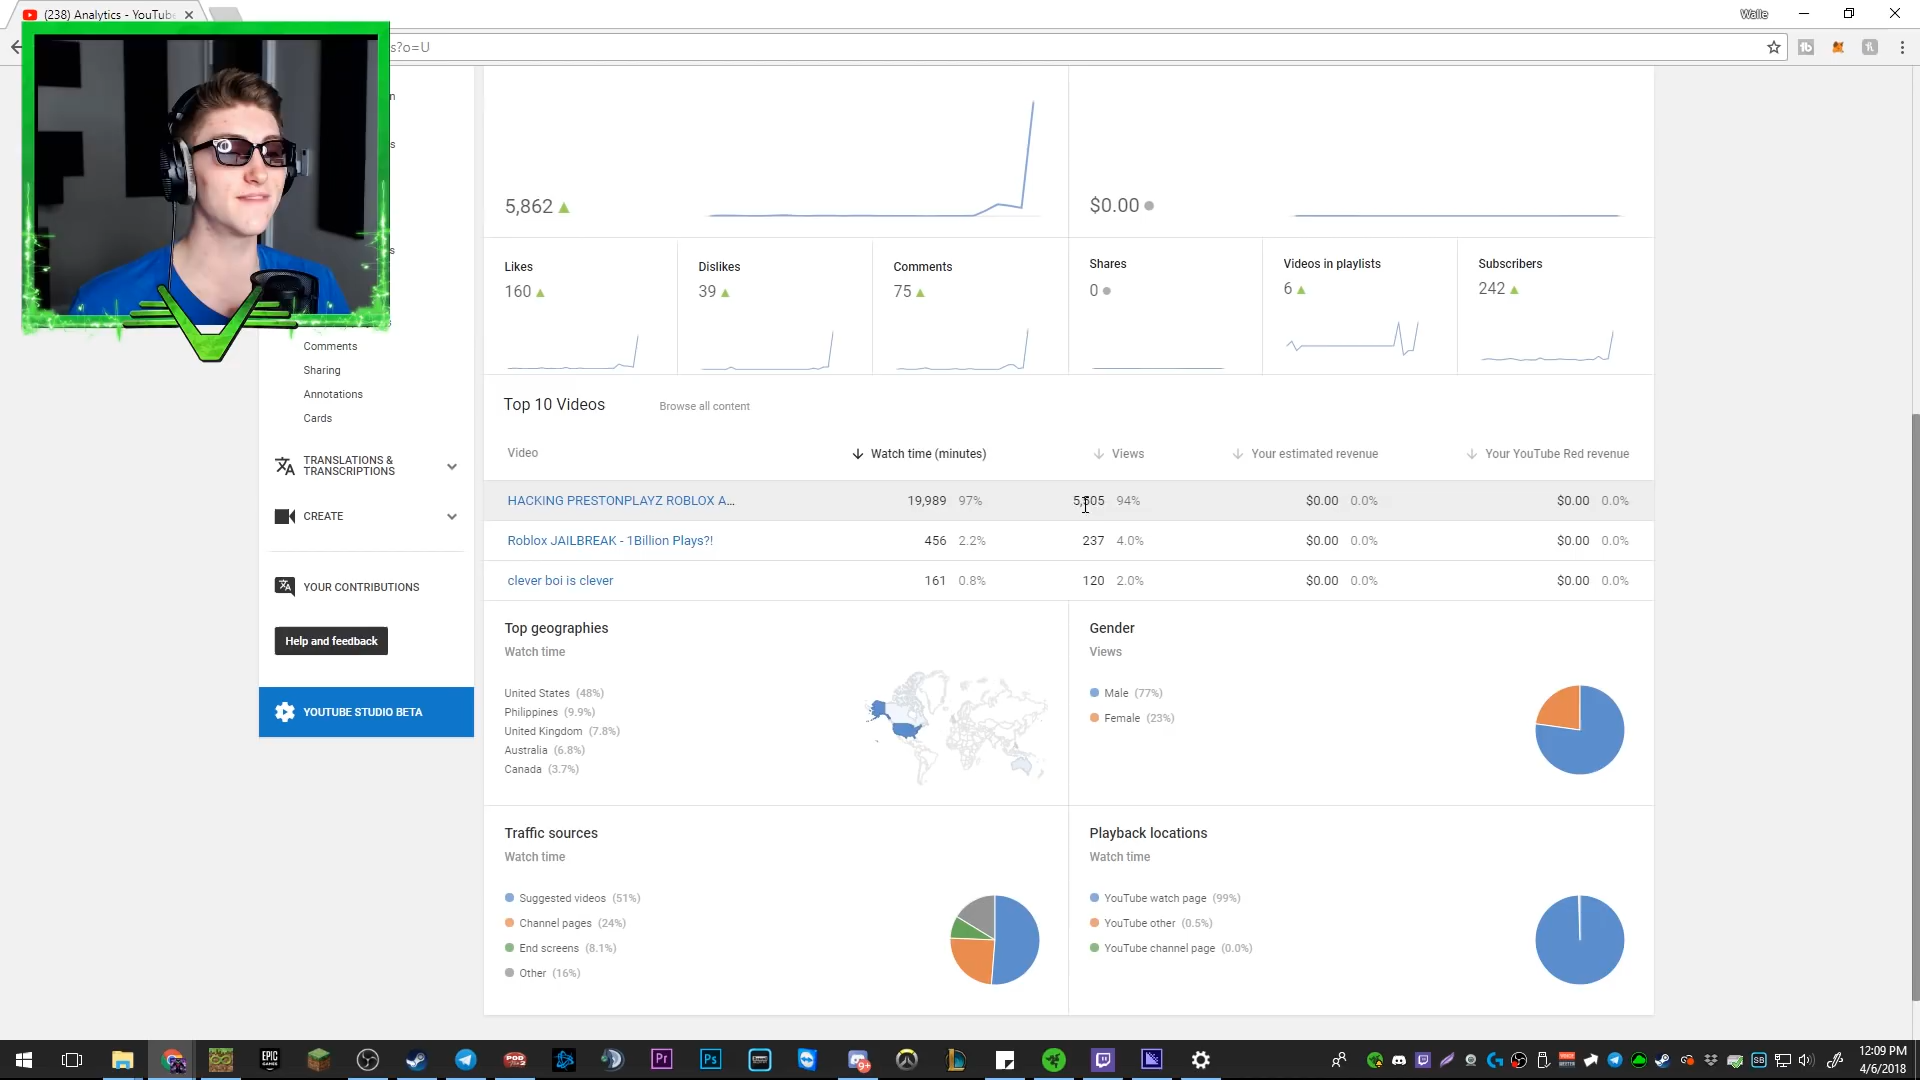 (238) Analytics - YouTube
Walle
s?o=U
5,862
$0.00
Likes
160
Dislikes
39
Comments
75
Shares
0
Videos in playlists
6
Subscribers
242
Comments
Sharing
Annotations
Cards
TRANSLATIONS &
TRANSCRIPTIONS
CREATE
YOUR CONTRIBUTIONS
Help and feedback
YOUTUBE STUDIO BETA
Top 10 Videos Browse all content
Video Watch time (minutes) Views Your estimated revenue Your YouTube Red revenue
HACKING PRESTONPLAYZ ROBLOX A... 19,989 97% 94% $0.00 0.0% $0.00 0.0%
Roblox JAILBREAK - 1Billion Plays?! 456 2.2% 237 4.0% $0.00 0.0% $0.00 0.0%
clever boi is clever 161 0.8% 120 2.0% $0.00 0.0% $0.00 0.0%
Top geographies
Watch time
United States (48%)
Philippines (9.9%)
United Kingdom (7.8%)
Australia (6.8%)
Canada (3.7%)
Gender
Views
Male (77%)
Female (23%)
Traffic sources
Watch time
Suggested videos (51%)
Channel pages (24%)
End screens (8.1%)
Other (16%)
Playback locations
Watch time
YouTube watch page (99%)
YouTube other (0.5%)
YouTube channel page (0.0%)
EPIC GAMES
Pr
Ps
12:09 PM
4/6/2018